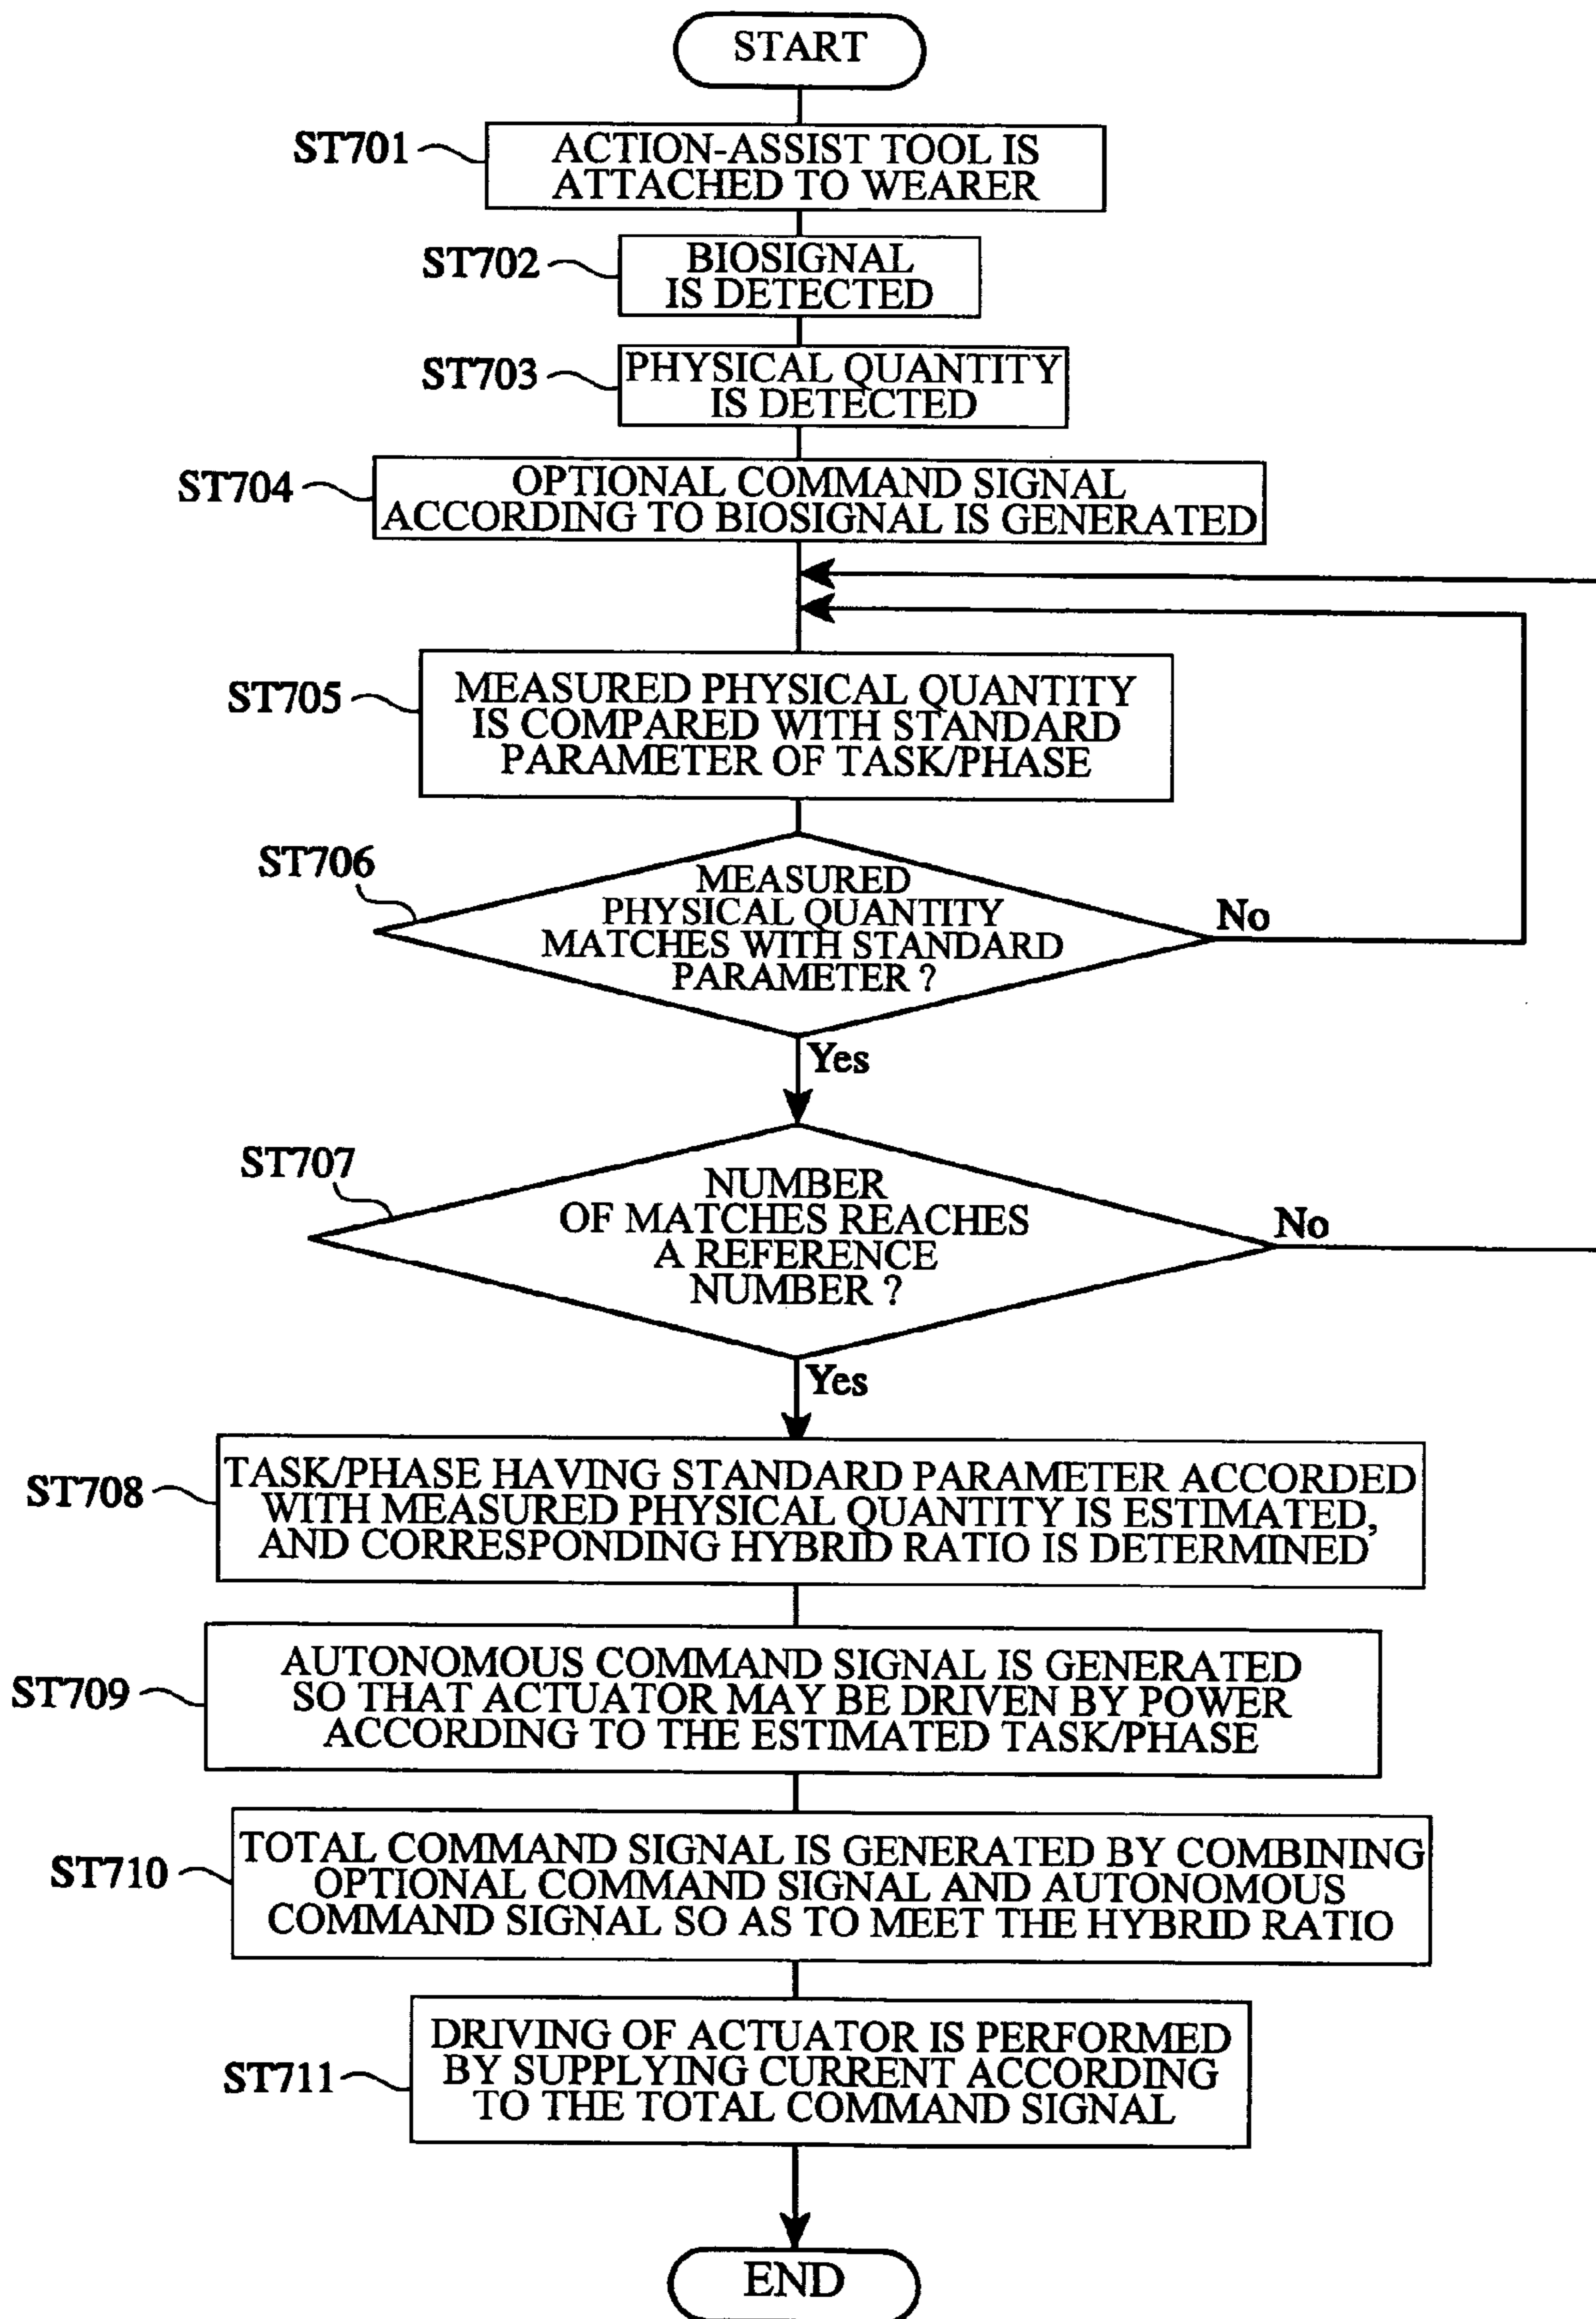 START
ST701
ACTION-ASSIST TOOL IS
ATTACHED TO WEARER
ST702
BIOSIGNAL
IS DETECTED
ST703
PHYSICAL QUANTITY
IS DETECTED
ST704
OPTIONAL COMMAND SIGNAL
ACCORDING TO BIOSIGNAL IS GENERATED
ST705
MEASURED PHYSICAL QUANTITY
IS COMPARED WITH STANDARD
PARAMETER OF TASK/PHASE
ST706
MEASURED
PHYSICAL QUANTITY
MATCHES WITH STANDARD
PARAMETER ?
No
Yes
ST707
NUMBER
OF MATCHES REACHES
A REFERENCE
NUMBER ?
No
Yes
ST708
TASK/PHASE HAVING STANDARD PARAMETER ACCORDED
WITH MEASURED PHYSICAL QUANTITY IS ESTIMATED,
AND CORRESPONDING HYBRID RATIO IS DETERMINED
ST709
AUTONOMOUS COMMAND SIGNAL IS GENERATED
SO THAT ACTUATOR MAY BE DRIVEN BY POWER
ACCORDING TO THE ESTIMATED TASK/PHASE
ST710
TOTAL COMMAND SIGNAL IS GENERATED BY COMBINING
OPTIONAL COMMAND SIGNAL AND AUTONOMOUS
COMMAND SIGNAL SO AS TO MEET THE HYBRID RATIO
ST711
DRIVING OF ACTUATOR IS PERFORMED
BY SUPPLYING CURRENT ACCORDING
TO THE TOTAL COMMAND SIGNAL
END